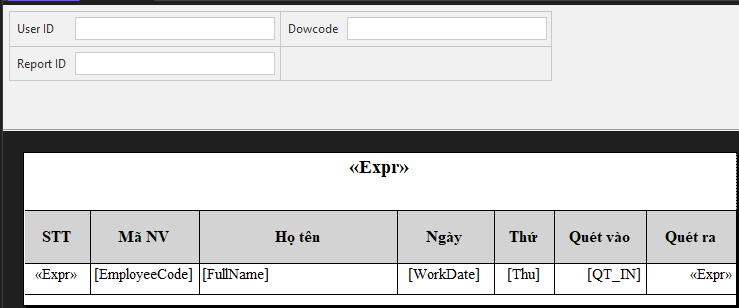 User ID
Dowcode
Report ID
«Expr»
STT Mã NV Họ tên Ngày Thứ Quét vào Quét ra
«Expr» [EmployeeCode] [FullName] [WorkDate] [Thu] [QT_IN] «Expr»